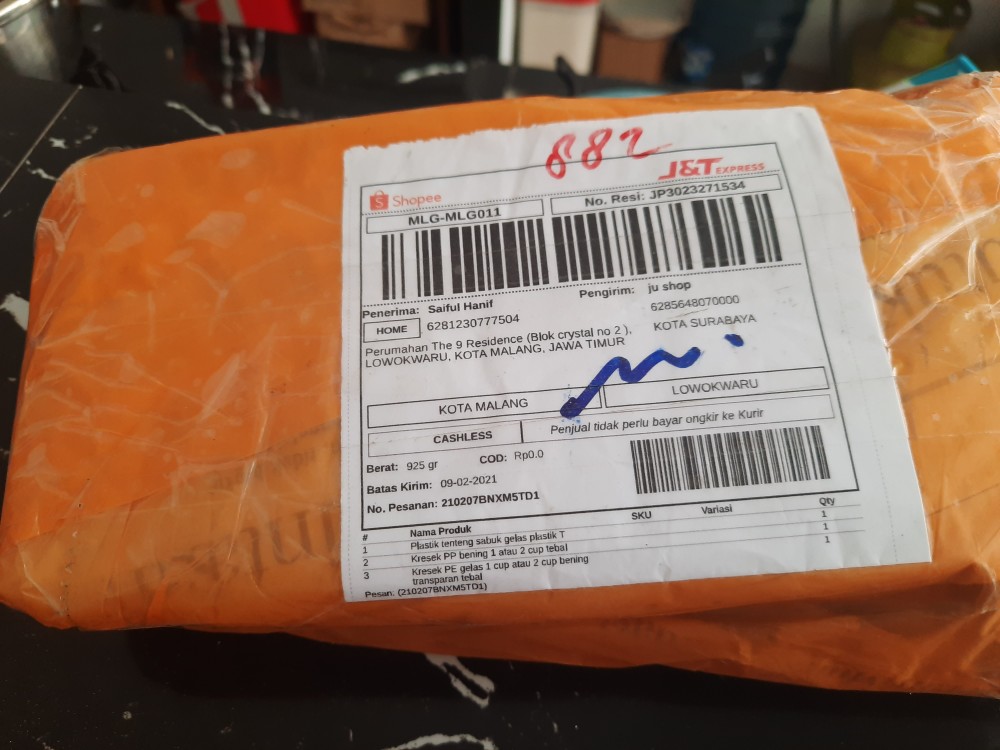 882
Shopee
J&T EXPRESS
MLG-MLG011
No. Resi: JP3023271534
Penerima: Saiful Hanif
Pengirim: ju shop
HOME
6281230777504
6285648070000
Perumahan The 9 Residence (Blok crystal no 2 ),
LOWOKWARU, KOTA MALANG, JAWA TIMUR
KOTA SURABAYA
KOTA MALANG
LOWOKWARU
CASHLESS
Penjual tidak perlu bayar ongkir ke Kurir
Berat: 925 gr
COD: Rp0.0
Batas Kirim: 09-02-2021
No. Pesanan: 210207BNXM5TD1
# Nama Produk SKU Variasi Qty
1 Plastik tenteng sabuk gelas plastik T 1
2 Kresek PP bening 1 atau 2 cup tebal 1
3 Kresek PE gelas 1 cup atau 2 cup bening 1
transparan tebal
Pesan: (210207BNXM5TD1)